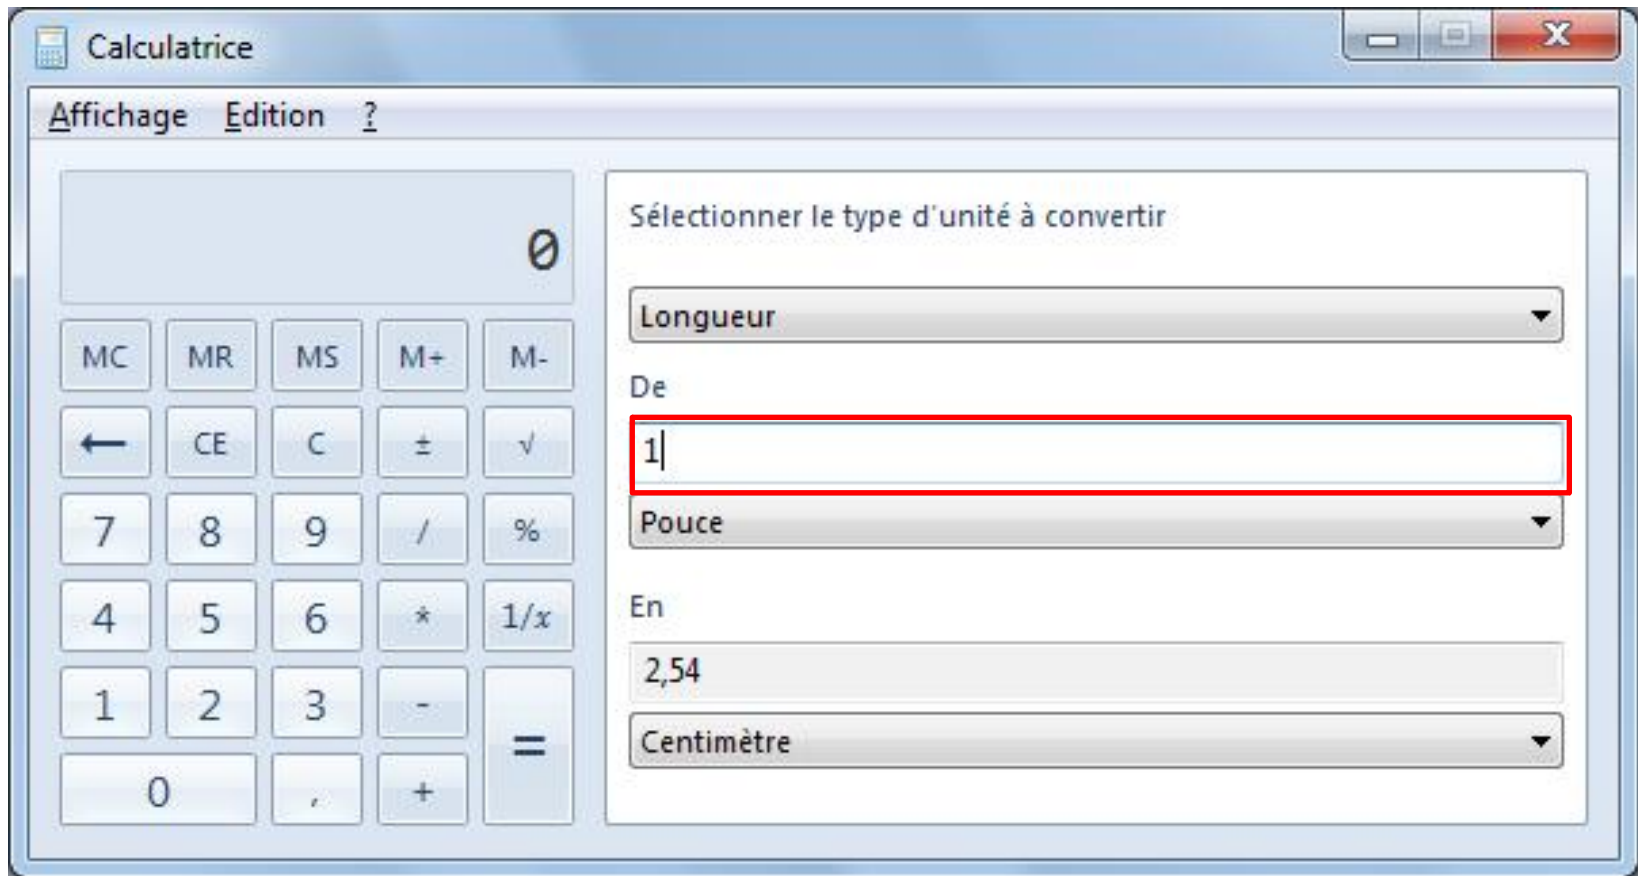 Calculatrice
Affichage Edition ?
0
MC MR MS M+ M-
← CE C ± √
7 8 9 / %
4 5 6 * 1/x
1 2 3 - =
0 , +
Sélectionner le type d'unité à convertir
Longueur
De
1
Pouce
En
2,54
Centimètre